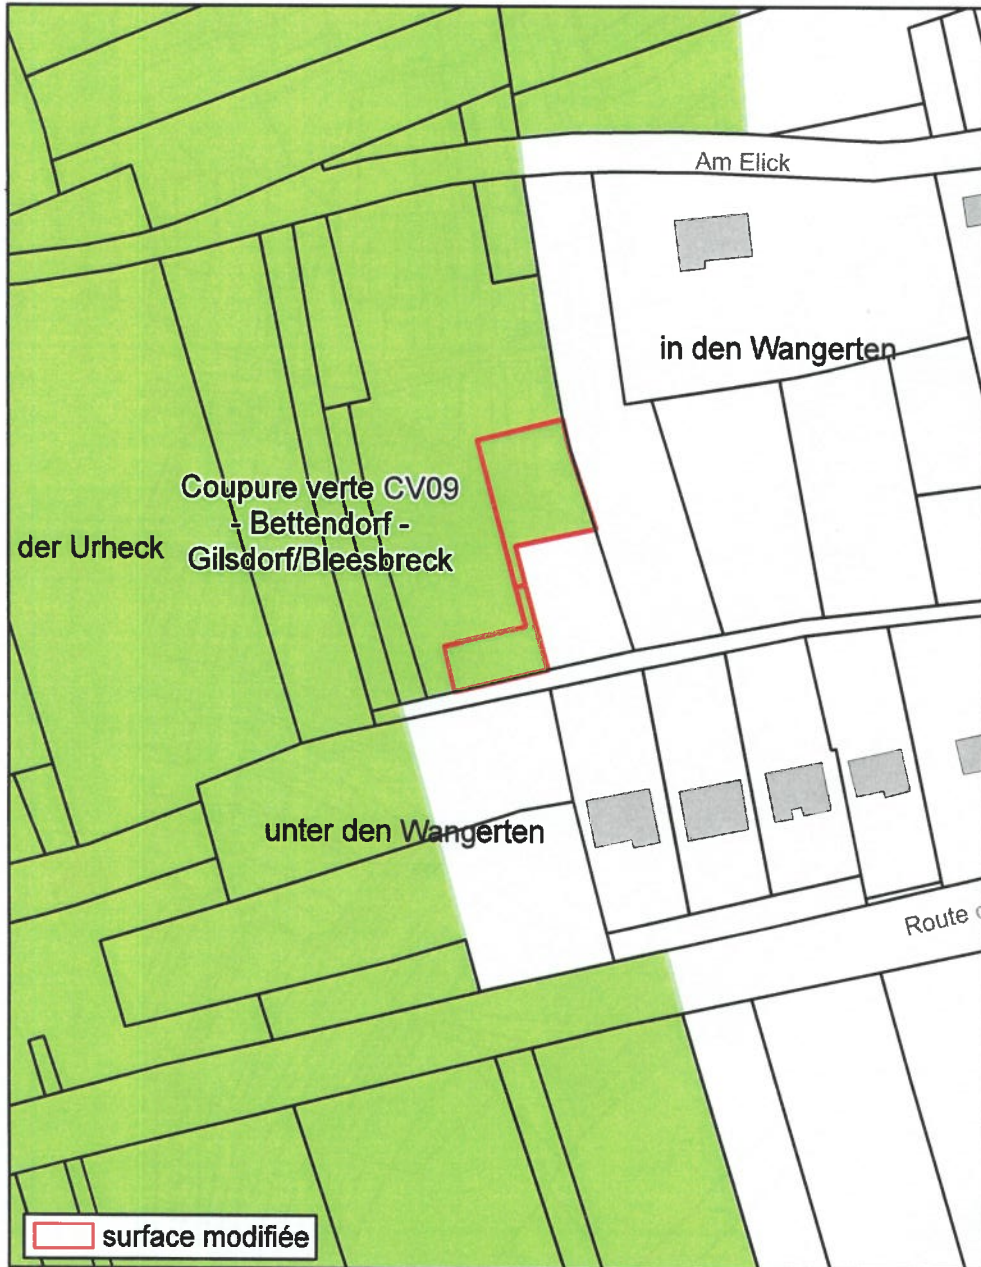 Am Elick
in den Wangerten
Coupure verte CV09
- Bettendorf -
Gilsdorf/Bleesbreck
der Urheck
unter den Wangerten
Route
surface modifiée